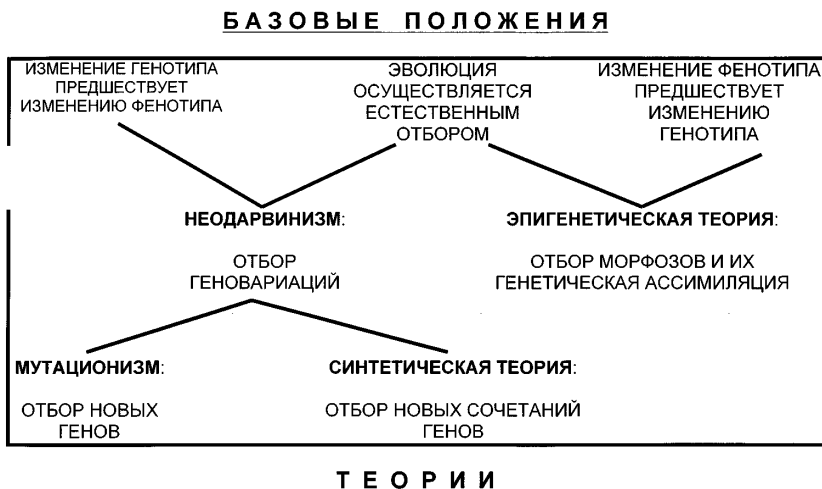 БАЗОВЫЕ ПОЛОЖЕНИЯ
ИЗМЕНЕНИЕ ГЕНОТИПА
ПРЕДШЕСТВУЕТ
ИЗМЕНЕНИЮ ФЕНОТИПА
ЭВОЛЮЦИЯ
ОСУЩЕСТВЛЯЕТСЯ
ЕСТЕСТВЕННЫМ
ОТБОРОМ
ИЗМЕНЕНИЕ ФЕНОТИПА
ПРЕДШЕСТВУЕТ
ИЗМЕНЕНИЮ
ГЕНОТИПА
НЕОДАРВИНИЗМ:
ОТБОР
ГЕНОВАРИАЦИЙ
ЭПИГЕНЕТИЧЕСКАЯ ТЕОРИЯ:
ОТБОР МОРФОЗОВ И ИХ
ГЕНЕТИЧЕСКАЯ АССИМИЛЯЦИЯ
МУТАЦИОНИЗМ:
ОТБОР НОВЫХ
ГЕНОВ
СИНТЕТИЧЕСКАЯ ТЕОРИЯ:
ОТБОР НОВЫХ СОЧЕТАНИЙ
ГЕНОВ
ТЕОРИИ